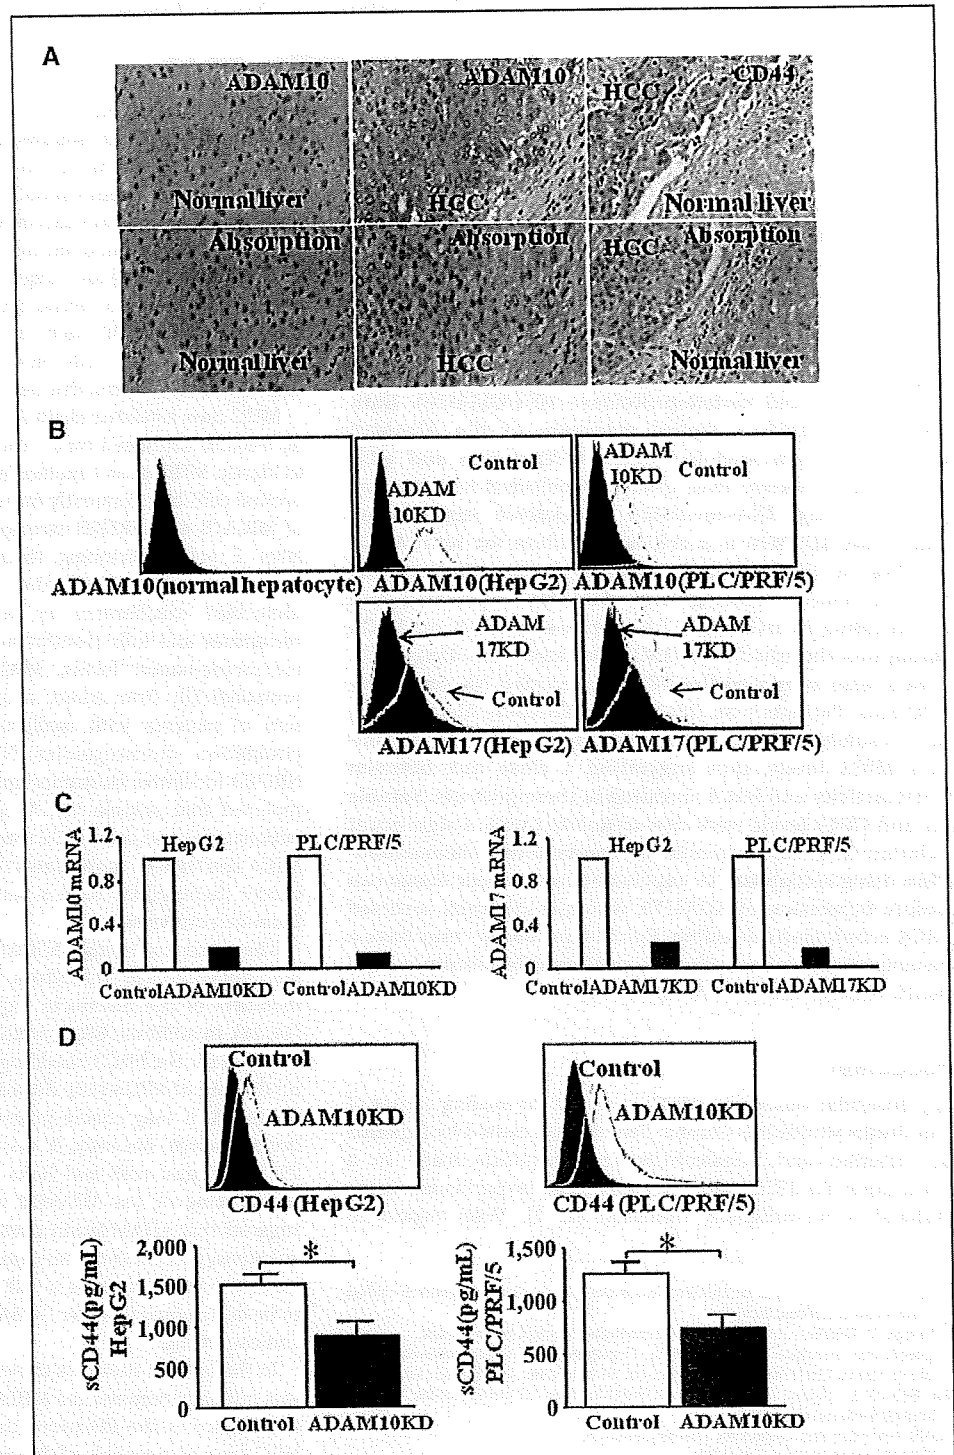 A
ADAM10
ADAM10
CD44
HCC
Normal liver
HCC
Normal liver
Absorption
Absorption
Absorption
HCC
Normal liver
HCC
Normal liver
B
ADAM
10KD
Control
ADAM
10KD
Control
ADAM10(normal hepatocyte)
ADAM10(HepG2)
ADAM10(PLC/PRF/5)
ADAM
17KD
Control
ADAM
17KD
Control
ADAM17(HepG2)
ADAM17(PLC/PRF/5)
C
ADAM10 mRNA
1.2
0.8
0.4
0
HepG2
PLC/PRF/5
Control ADAM10KD
Control ADAM10KD
ADAM17 mRNA
1.2
0.8
0.4
0
HepG2
PLC/PRF/5
Control ADAM17KD
Control ADAM17KD
D
Control
ADAM10KD
CD44 (HepG2)
Control
ADAM10KD
CD44 (PLC/PRF/5)
sCD44(pg/mL)
HepG2
2,000
1,500
1,000
500
0
*
Control ADAM10KD
sCD44(pg/mL)
PLC/PRF/5
1,500
1,000
500
0
*
Control ADAM10KD